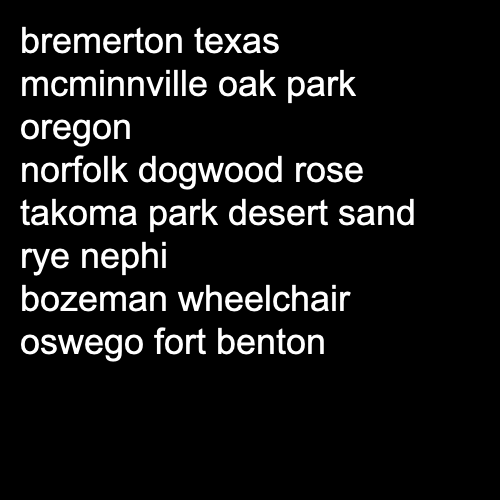 bremerton texas
mcminnville oak park
oregon
norfolk dogwood rose
takoma park desert sand
rye nephi
bozeman wheelchair
oswego fort benton